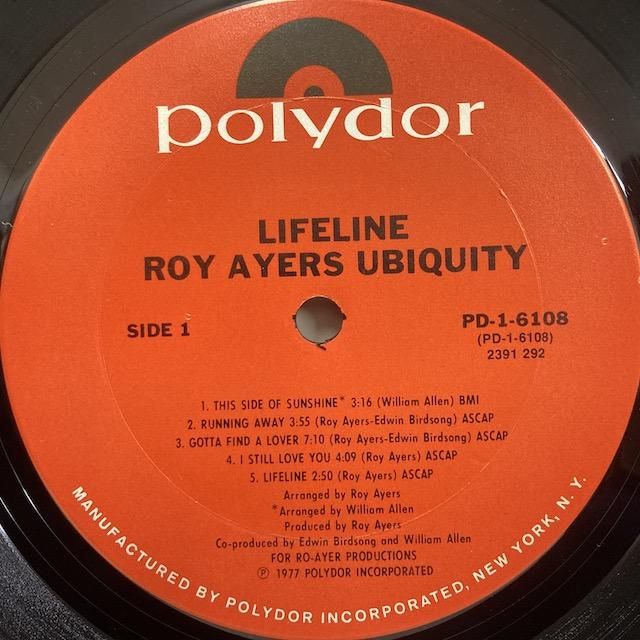 polydor
LIFELINE
ROY AYERS UBIQUITY
SIDE 1
PD-1-6108
(PD-1-6108)
2391 292
1. THIS SIDE OF SUNSHINE* 3:16 (William Allen) BMI
2. RUNNING AWAY 3:55 (Roy Ayers-Edwin Birdsong) ASCAP
3. GOTTA FIND A LOVER 7:10 (Roy Ayers-Edwin Birdsong) ASCAP
4. I STILL LOVE YOU 4:09 (Roy Ayers) ASCAP
5. LIFELINE 2:50 (Roy Ayers) ASCAP
Arranged by Roy Ayers
*Arranged by William Allen
Produced by Roy Ayers
Co-produced by Edwin Birdsong and William Allen
FOR RO-AYER PRODUCTIONS
℗ 1977 POLYDOR INCORPORATED
MANUFACTURED BY POLYDOR INCORPORATED, NEW YORK, N. Y.